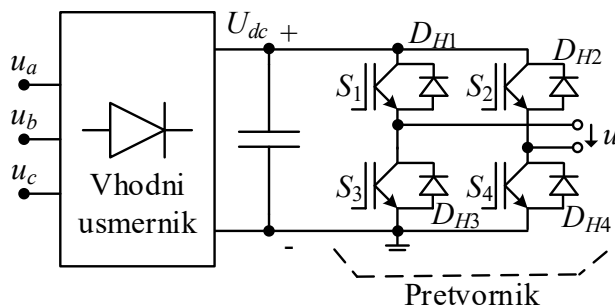 U_dc + D_H1 D_H2
u_a
u_b
u_c
S_1 S_2
u
Vhodni
usmernik
S_3 S_4
D_H3 D_H4
-
Pretvornik